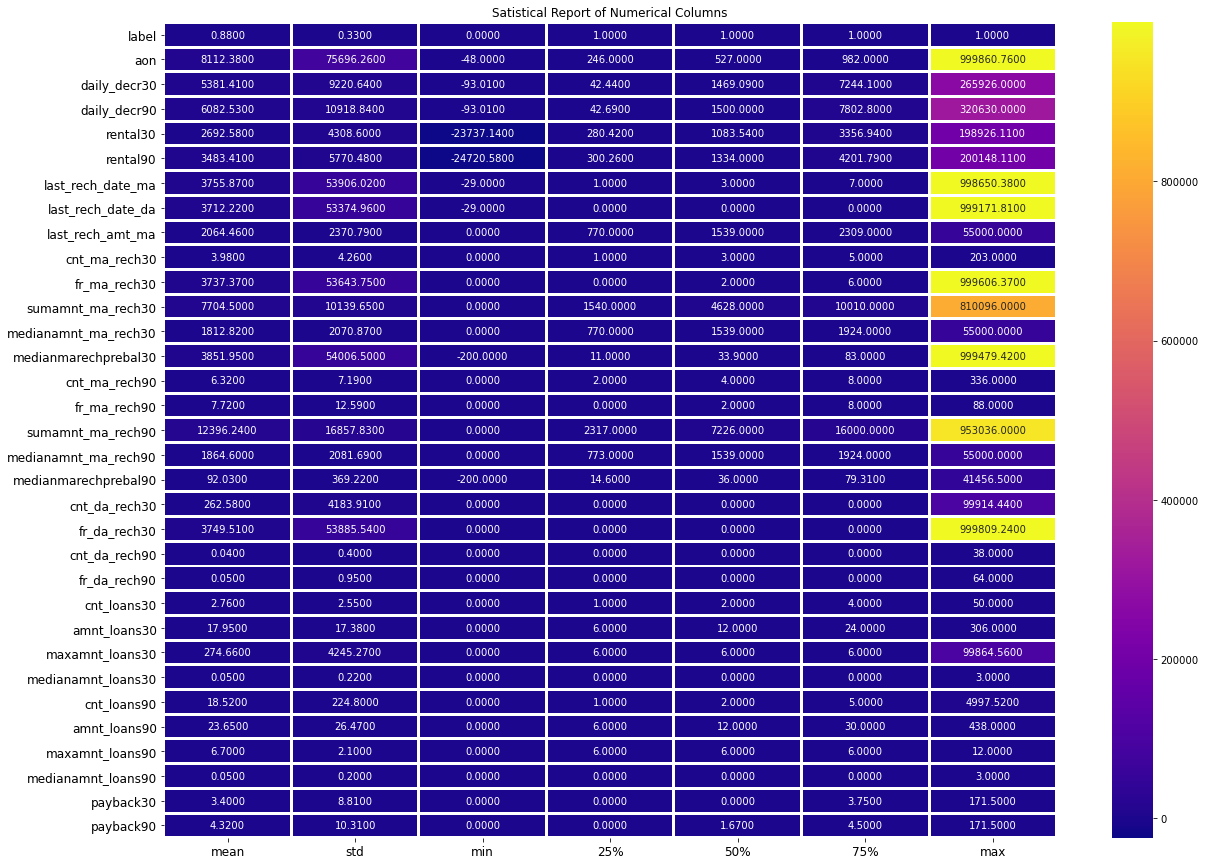 Satistical Report of Numerical Columns
label 0.8800 0.3300 0.0000 1.0000 1.0000 1.0000 1.0000
aon 8112.3800 75696.2600 -48.0000 246.0000 527.0000 982.0000 999860.7600
daily_decr30 5381.4100 9220.6400 -93.0100 42.4400 1469.0900 7244.1000 265926.0000
daily_decr90 6082.5300 10918.8400 -93.0100 42.6900 1500.0000 7802.8000 320630.0000
rental30 2692.5800 4308.6000 -23737.1400 280.4200 1083.5400 3356.9400 198926.1100
rental90 3483.4100 5770.4800 -24720.5800 300.2600 1334.0000 4201.7900 200148.1100
last_rech_date_ma 3755.8700 53906.0200 -29.0000 1.0000 3.0000 7.0000 998650.3800
800000
last_rech_date_da 3712.2200 53374.9600 -29.0000 0.0000 0.0000 0.0000 999171.8100
last_rech_amt_ma 2064.4600 2370.7900 0.0000 770.0000 1539.0000 2309.0000 55000.0000
cnt_ma_rech30 3.9800 4.2600 0.0000 1.0000 3.0000 5.0000 203.0000
fr_ma_rech30 3737.3700 53643.7500 0.0000 0.0000 2.0000 6.0000 999606.3700
sumamnt_ma_rech30 7704.5000 10139.6500 0.0000 1540.0000 4628.0000 10010.0000 810096.0000
medianamnt_ma_rech30 1812.8200 2070.8700 0.0000 770.0000 1539.0000 1924.0000 55000.0000
600000
medianmarechprebal30 3851.9500 54006.5000 -200.0000 11.0000 33.9000 83.0000 999479.4200
cnt_ma_rech90 6.3200 7.1900 0.0000 2.0000 4.0000 8.0000 336.0000
fr_ma_rech90 7.7200 12.5900 0.0000 0.0000 2.0000 8.0000 88.0000
sumamnt_ma_rech90 12396.2400 16857.8300 0.0000 2317.0000 7226.0000 16000.0000 953036.0000
medianamnt_ma_rech90 1864.6000 2081.6900 0.0000 773.0000 1539.0000 1924.0000 55000.0000
medianmarechprebal90 92.0300 369.2200 -200.0000 14.6000 36.0000 79.3100 41456.5000
400000
cnt_da_rech30 262.5800 4183.9100 0.0000 0.0000 0.0000 0.0000 99914.4400
fr_da_rech30 3749.5100 53885.5400 0.0000 0.0000 0.0000 0.0000 999809.2400
cnt_da_rech90 0.0400 0.4000 0.0000 0.0000 0.0000 0.0000 38.0000
fr_da_rech90 0.0500 0.9500 0.0000 0.0000 0.0000 0.0000 64.0000
cnt_loans30 2.7600 2.5500 0.0000 1.0000 2.0000 4.0000 50.0000
amnt_loans30 17.9500 17.3800 0.0000 6.0000 12.0000 24.0000 306.0000
maxamnt_loans30 274.6600 4245.2700 0.0000 6.0000 6.0000 6.0000 99864.5600
200000
medianamnt_loans30 0.0500 0.2200 0.0000 0.0000 0.0000 0.0000 3.0000
cnt_loans90 18.5200 224.8000 0.0000 1.0000 2.0000 5.0000 4997.5200
amnt_loans90 23.6500 26.4700 0.0000 6.0000 12.0000 30.0000 438.0000
maxamnt_loans90 6.7000 2.1000 0.0000 6.0000 6.0000 6.0000 12.0000
medianamnt_loans90 0.0500 0.2000 0.0000 0.0000 0.0000 0.0000 3.0000
payback30 3.4000 8.8100 0.0000 0.0000 0.0000 3.7500 171.5000
0
payback90 4.3200 10.3100 0.0000 0.0000 1.6700 4.5000 171.5000
mean std min 25% 50% 75% max